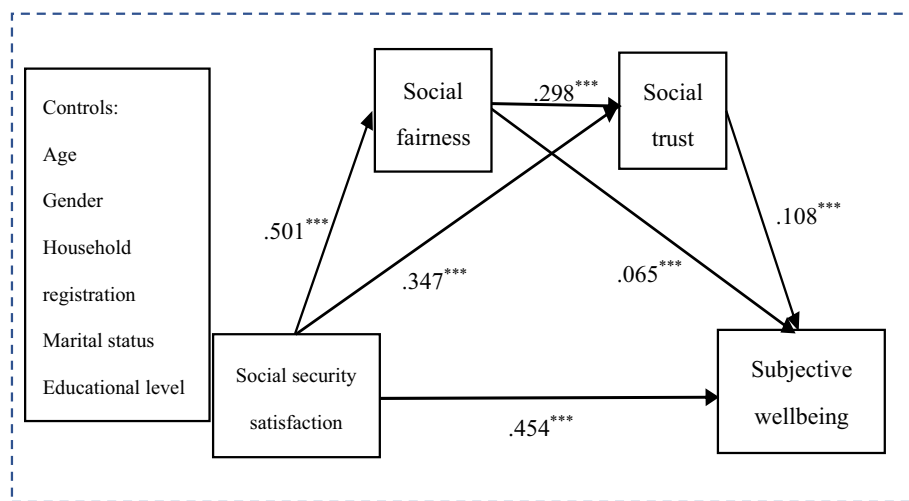 Controls:
Age
Gender
Household
registration
Marital status
Educational level
Social
fairness
.298***
Social
trust
.501***
.347***
.065***
.108***
Social security
satisfaction
.454***
Subjective
wellbeing